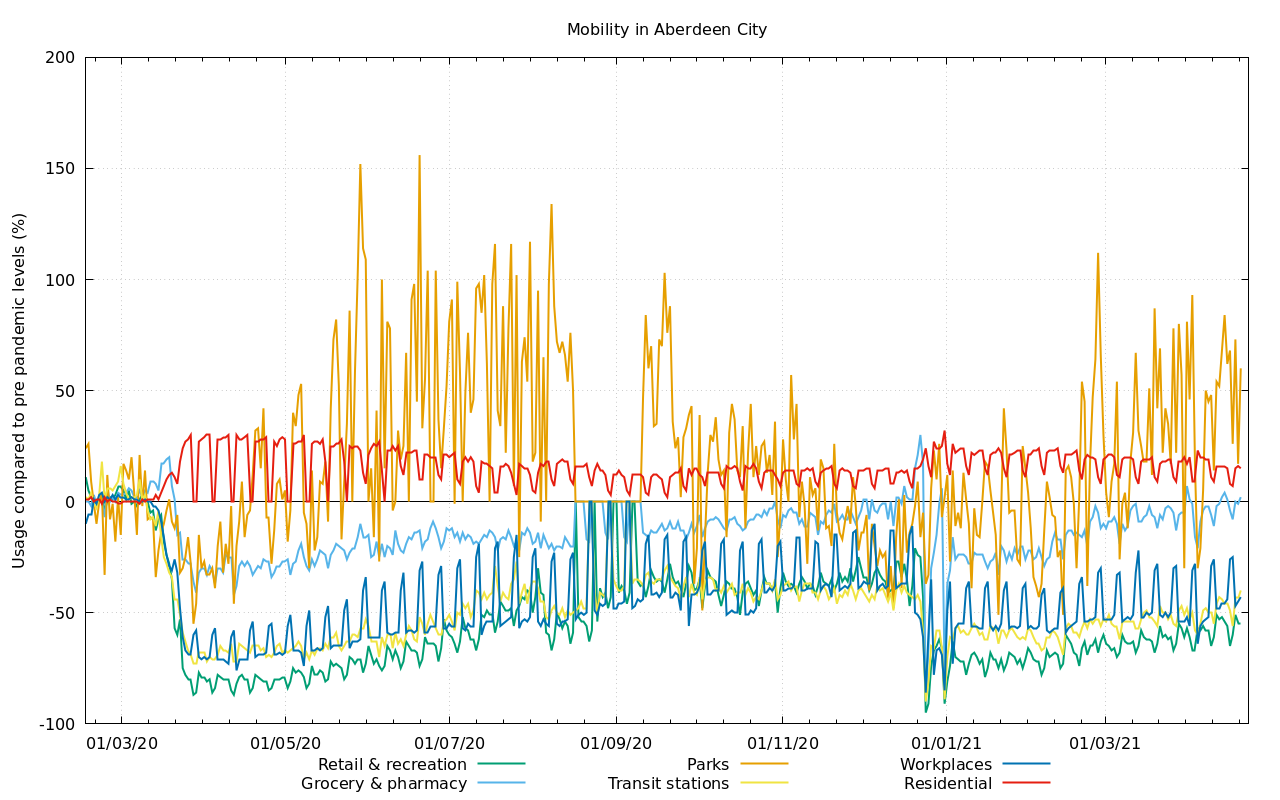 Mobility in Aberdeen City
Usage compared to pre pandemic levels (%)
200
150
100
50
0
-50
-100
01/03/20 01/05/20 01/07/20 01/09/20 01/11/20 01/01/21 01/03/21
Retail & recreation Parks Workplaces
Grocery & pharmacy Transit stations Residential